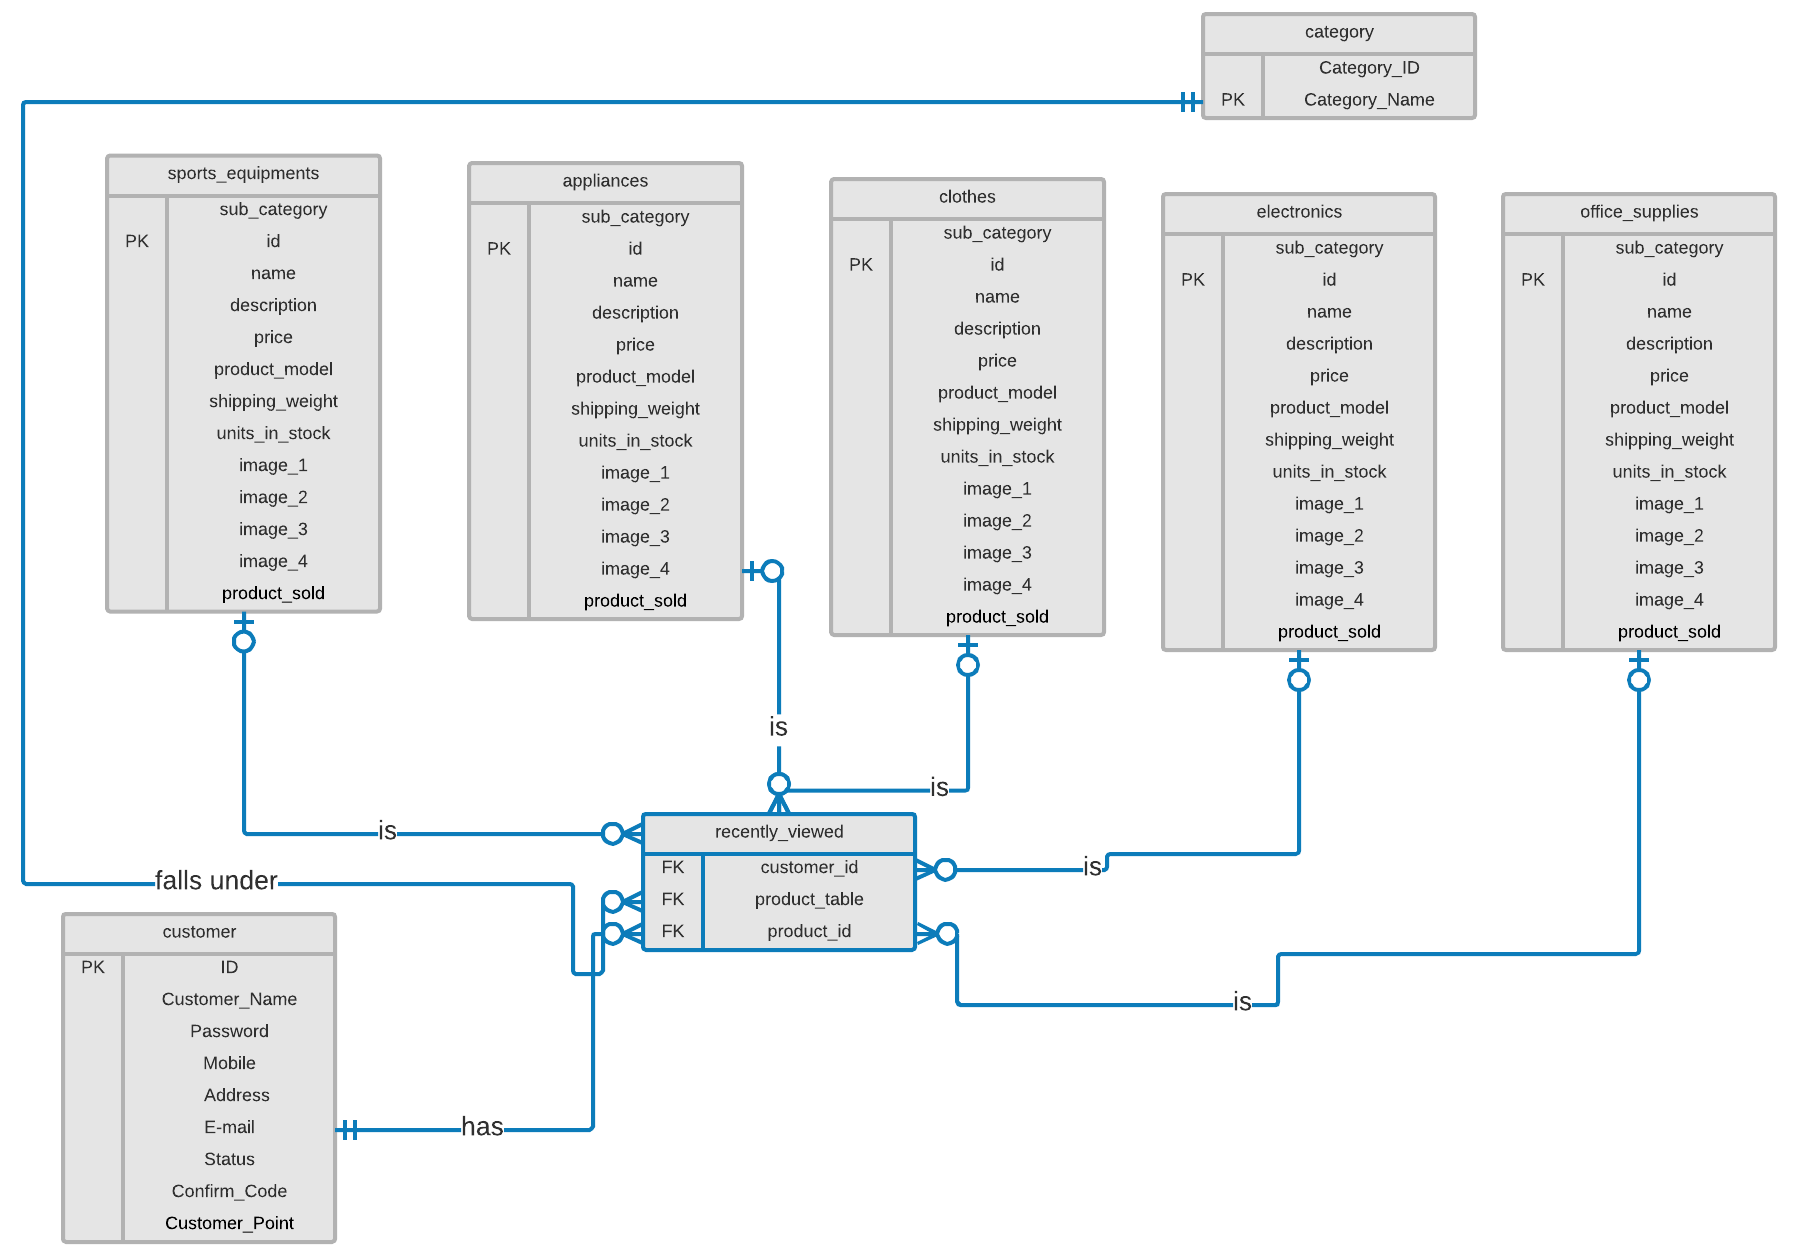 category
Category_ID
PK Category_Name
sports_equipments
sub_category
PK id
name
description
price
product_model
shipping_weight
units_in_stock
image_1
image_2
image_3
image_4
product_sold
appliances
sub_category
PK id
name
description
price
product_model
shipping_weight
units_in_stock
image_1
image_2
image_3
image_4
product_sold
clothes
sub_category
PK id
name
description
price
product_model
shipping_weight
units_in_stock
image_1
image_2
image_3
image_4
product_sold
electronics
sub_category
PK id
name
description
price
product_model
shipping_weight
units_in_stock
image_1
image_2
image_3
image_4
product_sold
office_supplies
sub_category
PK id
name
description
price
product_model
shipping_weight
units_in_stock
image_1
image_2
image_3
image_4
product_sold
is
is
is
is
is
falls under
has
recently_viewed
FK customer_id
FK product_table
FK product_id
customer
PK ID
Customer_Name
Password
Mobile
Address
E-mail
Status
Confirm_Code
Customer_Point